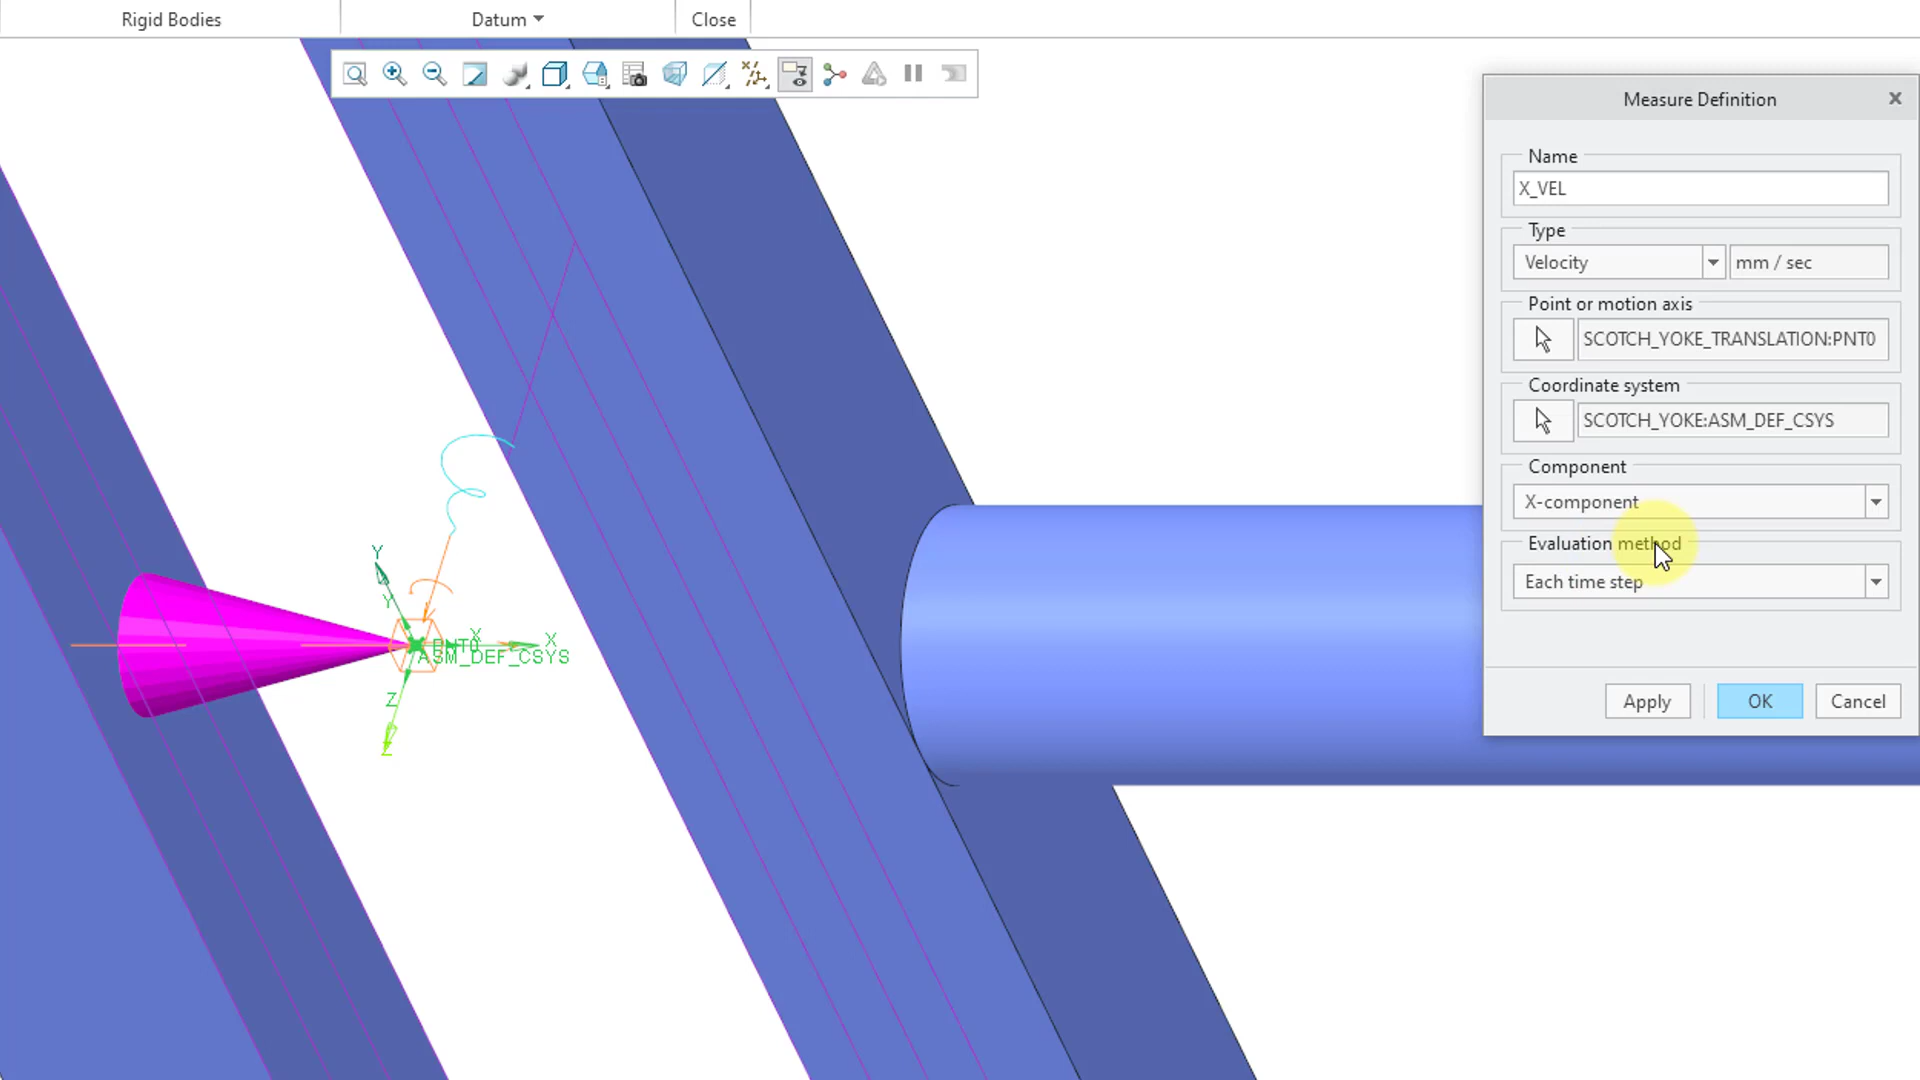 Rigid Bodies
Datum
Close
Measure Definition
Name
X_VEL
Type
Velocity
mm / sec
Point or motion axis
SCOTCH_YOKE_TRANSLATION:PNT0
Coordinate system
SCOTCH_YOKE:ASM_DEF_CSYS
Component
X-component
Evaluation method
Each time step
Apply
OK
Cancel
Y
Y
X
X
PNT0
ASM_DEF_CSYS
Z
Z